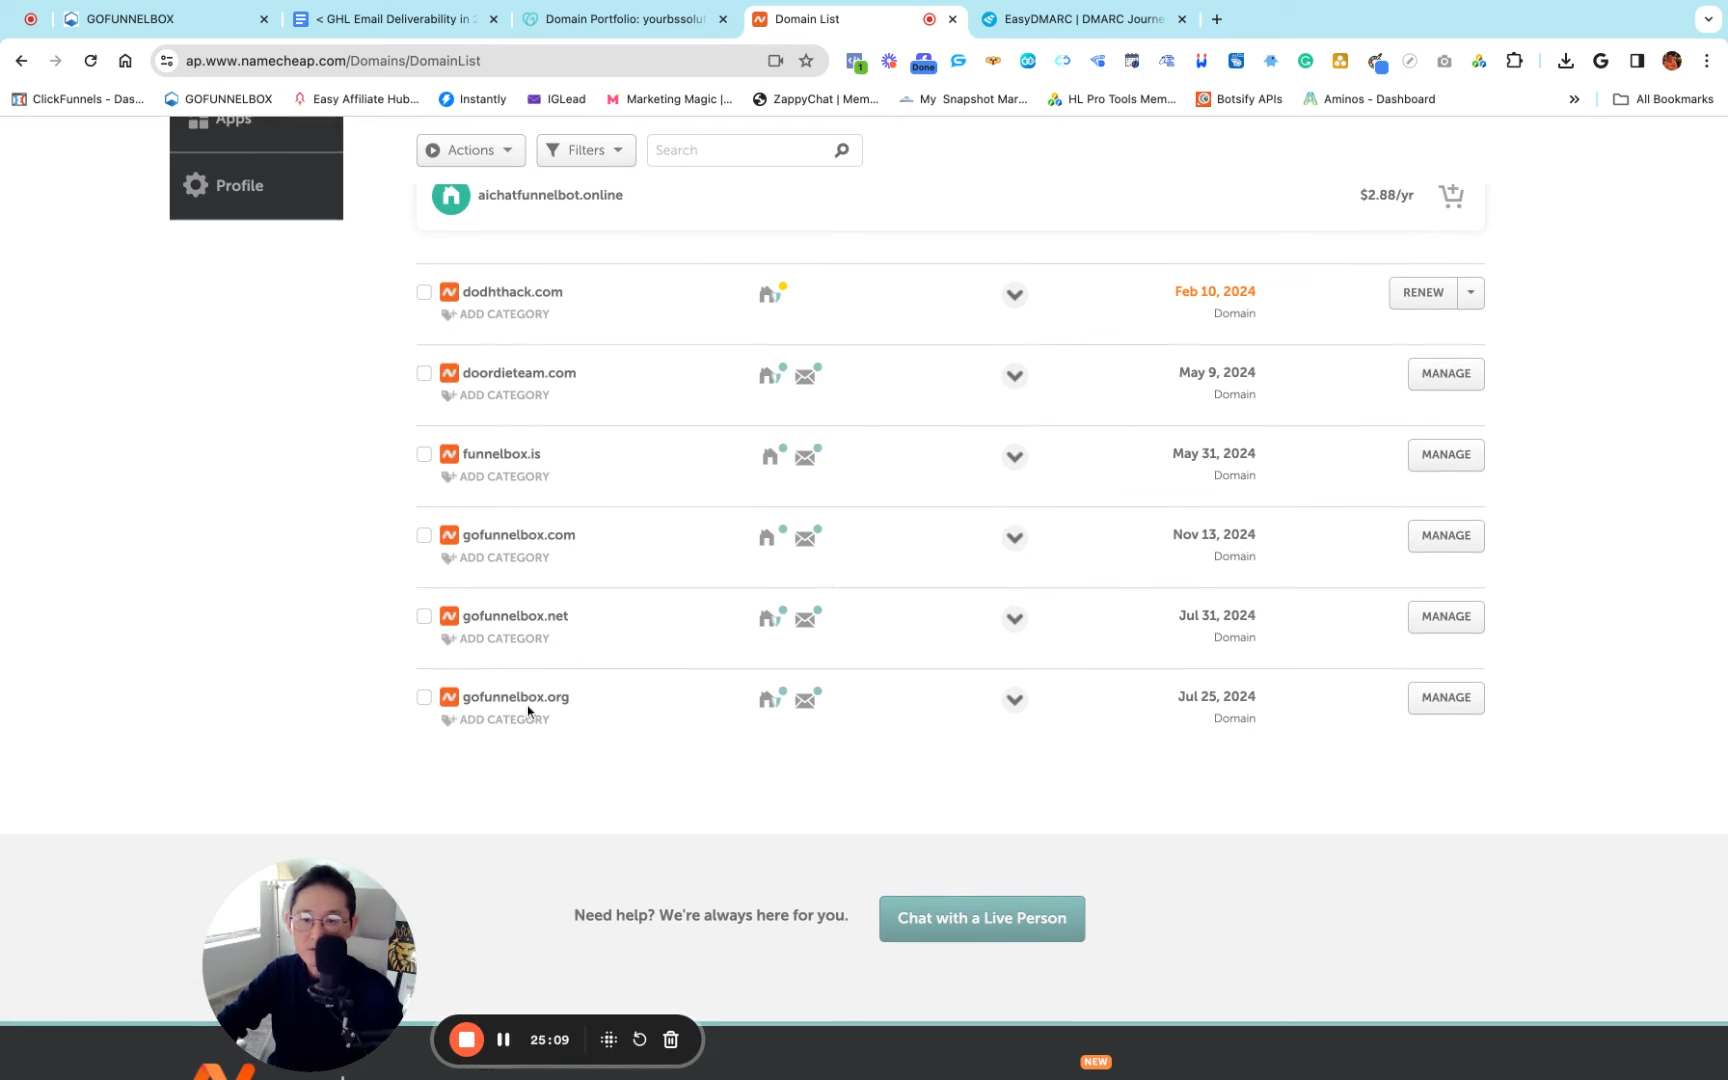 GOFUNNELBOX
< GHL Email Deliverability in 2
Domain Portfolio: yourbssolut
Domain List
EasyDMARC | DMARC Journe
ap.www.namecheap.com/Domains/DomainList
1
Done
ClickFunnels - Das...
GOFUNNELBOX
Easy Affiliate Hub...
Instantly
IGLead
Marketing Magic |...
ZappyChat | Mem...
My Snapshot Mar...
HL Pro Tools Mem...
Botsify APIs
Aminos - Dashboard
»
All Bookmarks
Apps
Profile
Actions
Filters
Search
aichatfunnelbot.online
$2.88/yr
dodhthack.com
ADD CATEGORY
Feb 10, 2024
Domain
RENEW
doordieteam.com
ADD CATEGORY
May 9, 2024
Domain
MANAGE
funnelbox.is
ADD CATEGORY
May 31, 2024
Domain
MANAGE
gofunnelbox.com
ADD CATEGORY
Nov 13, 2024
Domain
MANAGE
gofunnelbox.net
ADD CATEGORY
Jul 31, 2024
Domain
MANAGE
gofunnelbox.org
ADD CATEGORY
Jul 25, 2024
Domain
MANAGE
Need help? We're always here for you.
Chat with a Live Person
25:09
NEW